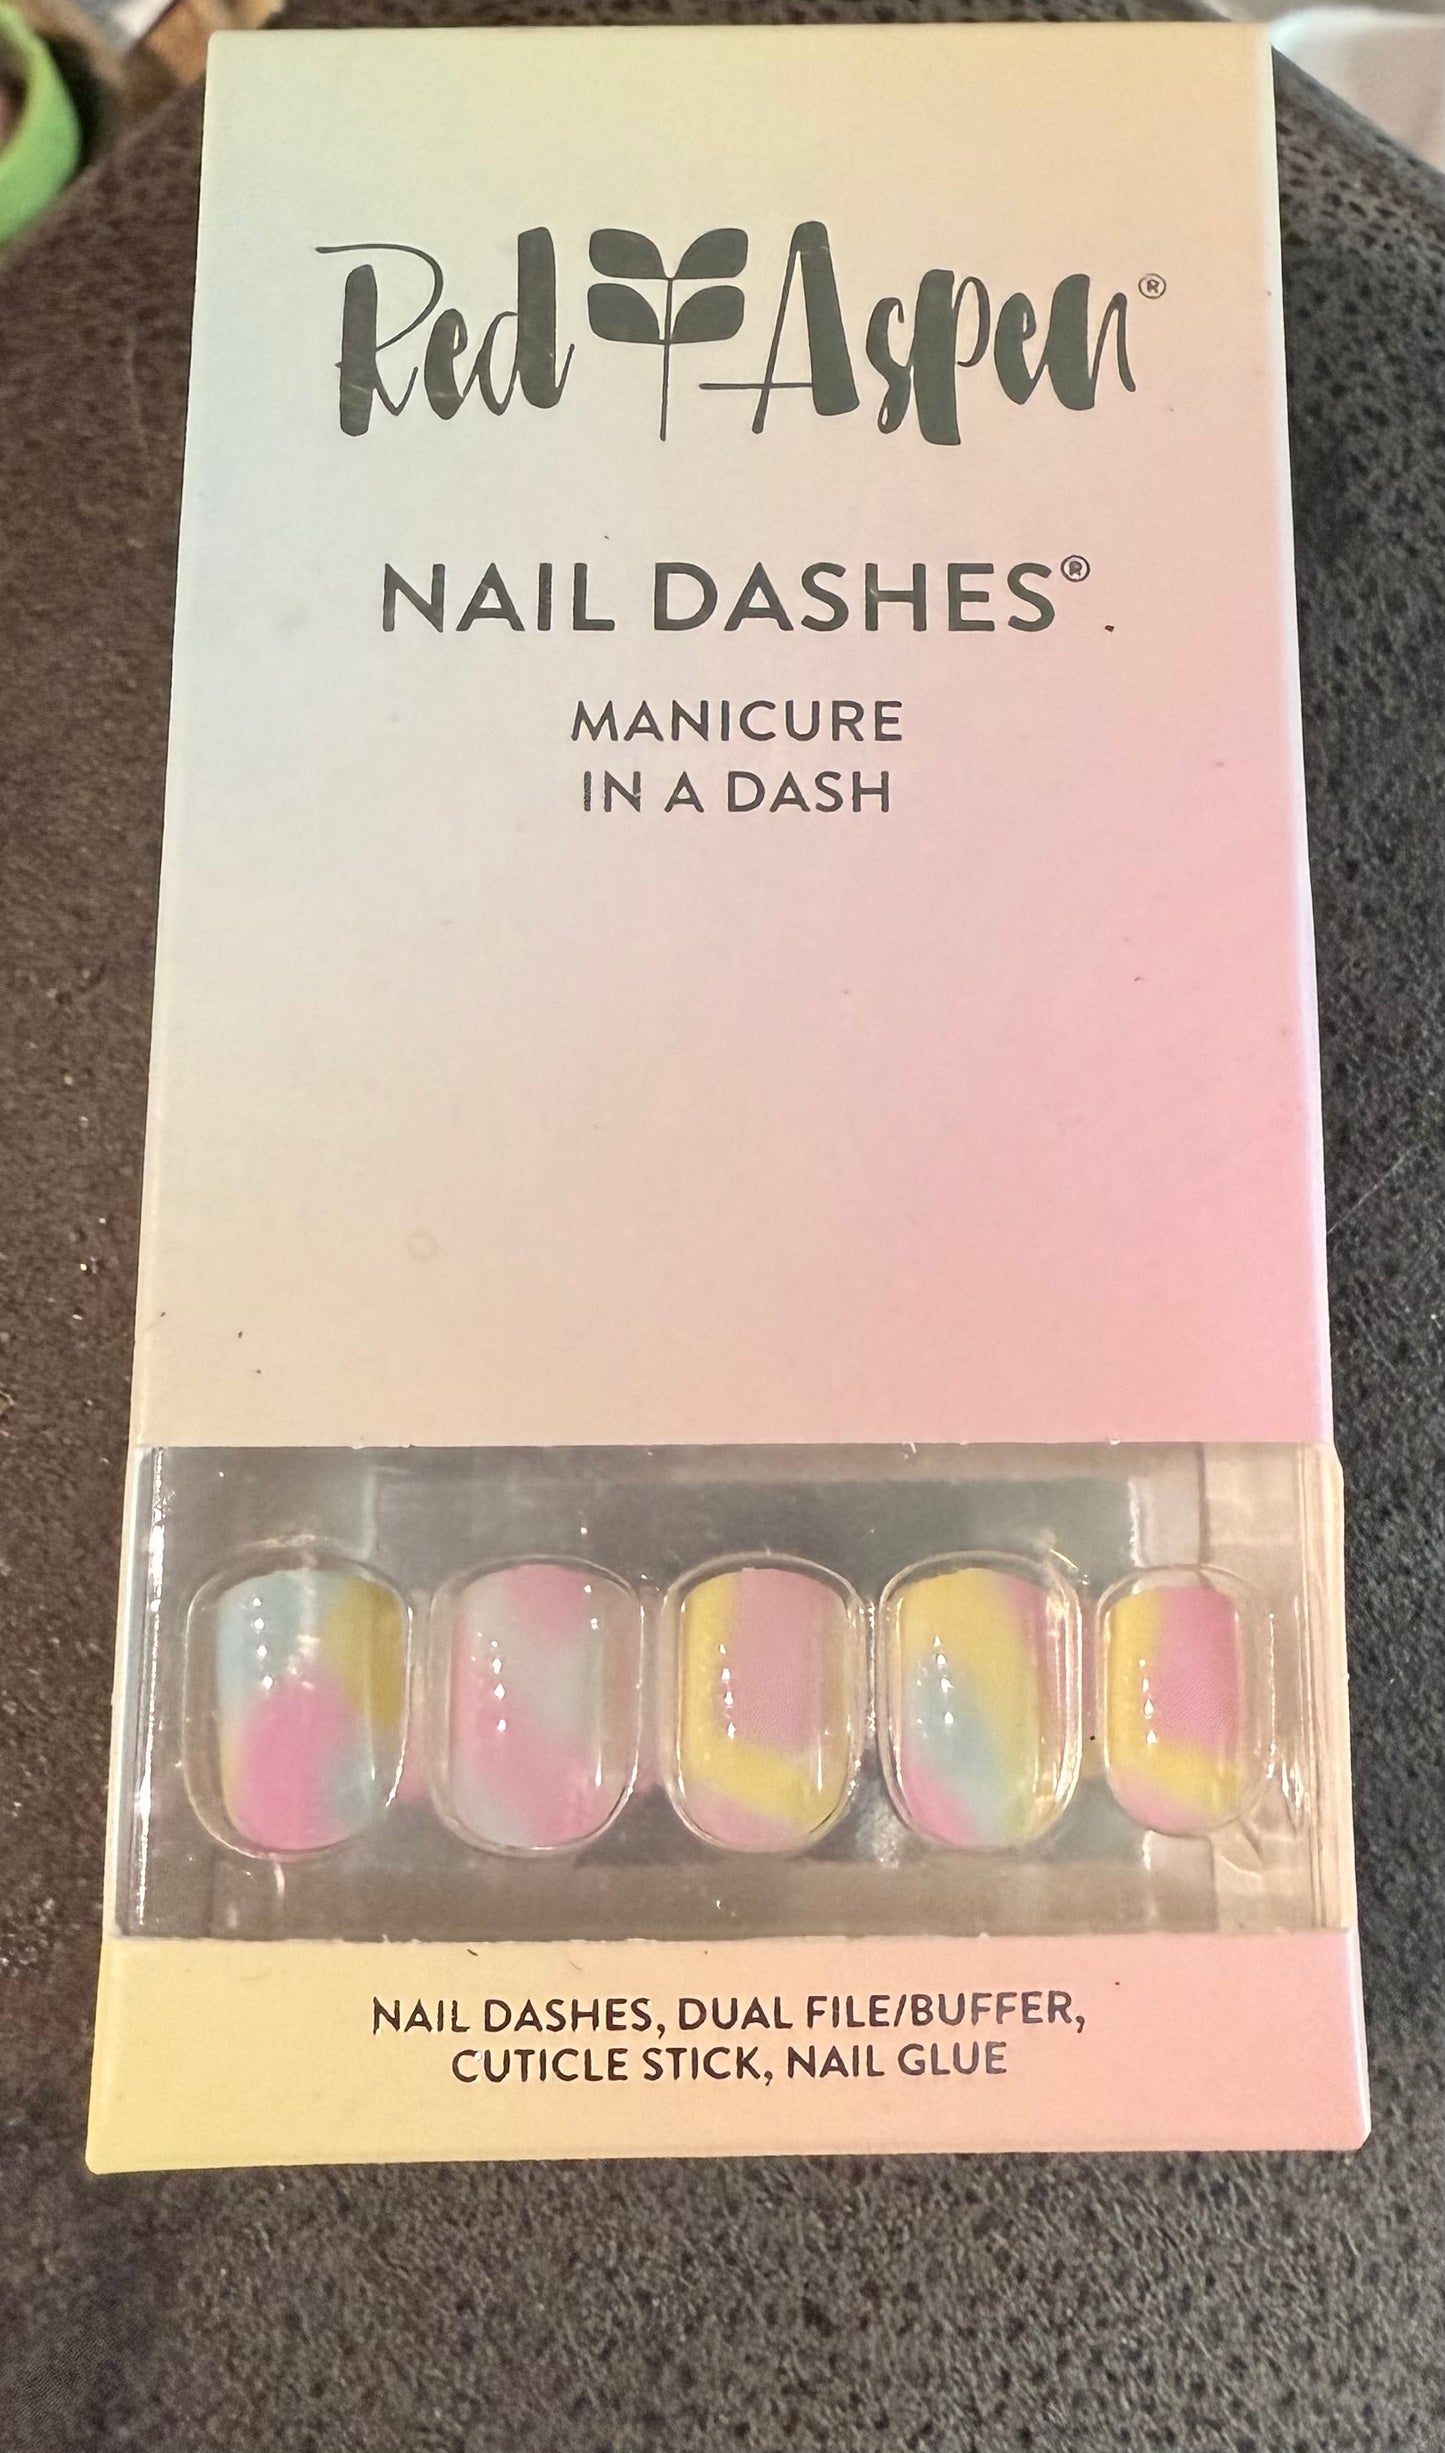 Red Aspen®
NAIL DASHES®
MANICURE
IN A DASH
NAIL DASHES, DUAL FILE/BUFFER,
CUTICLE STICK, NAIL GLUE